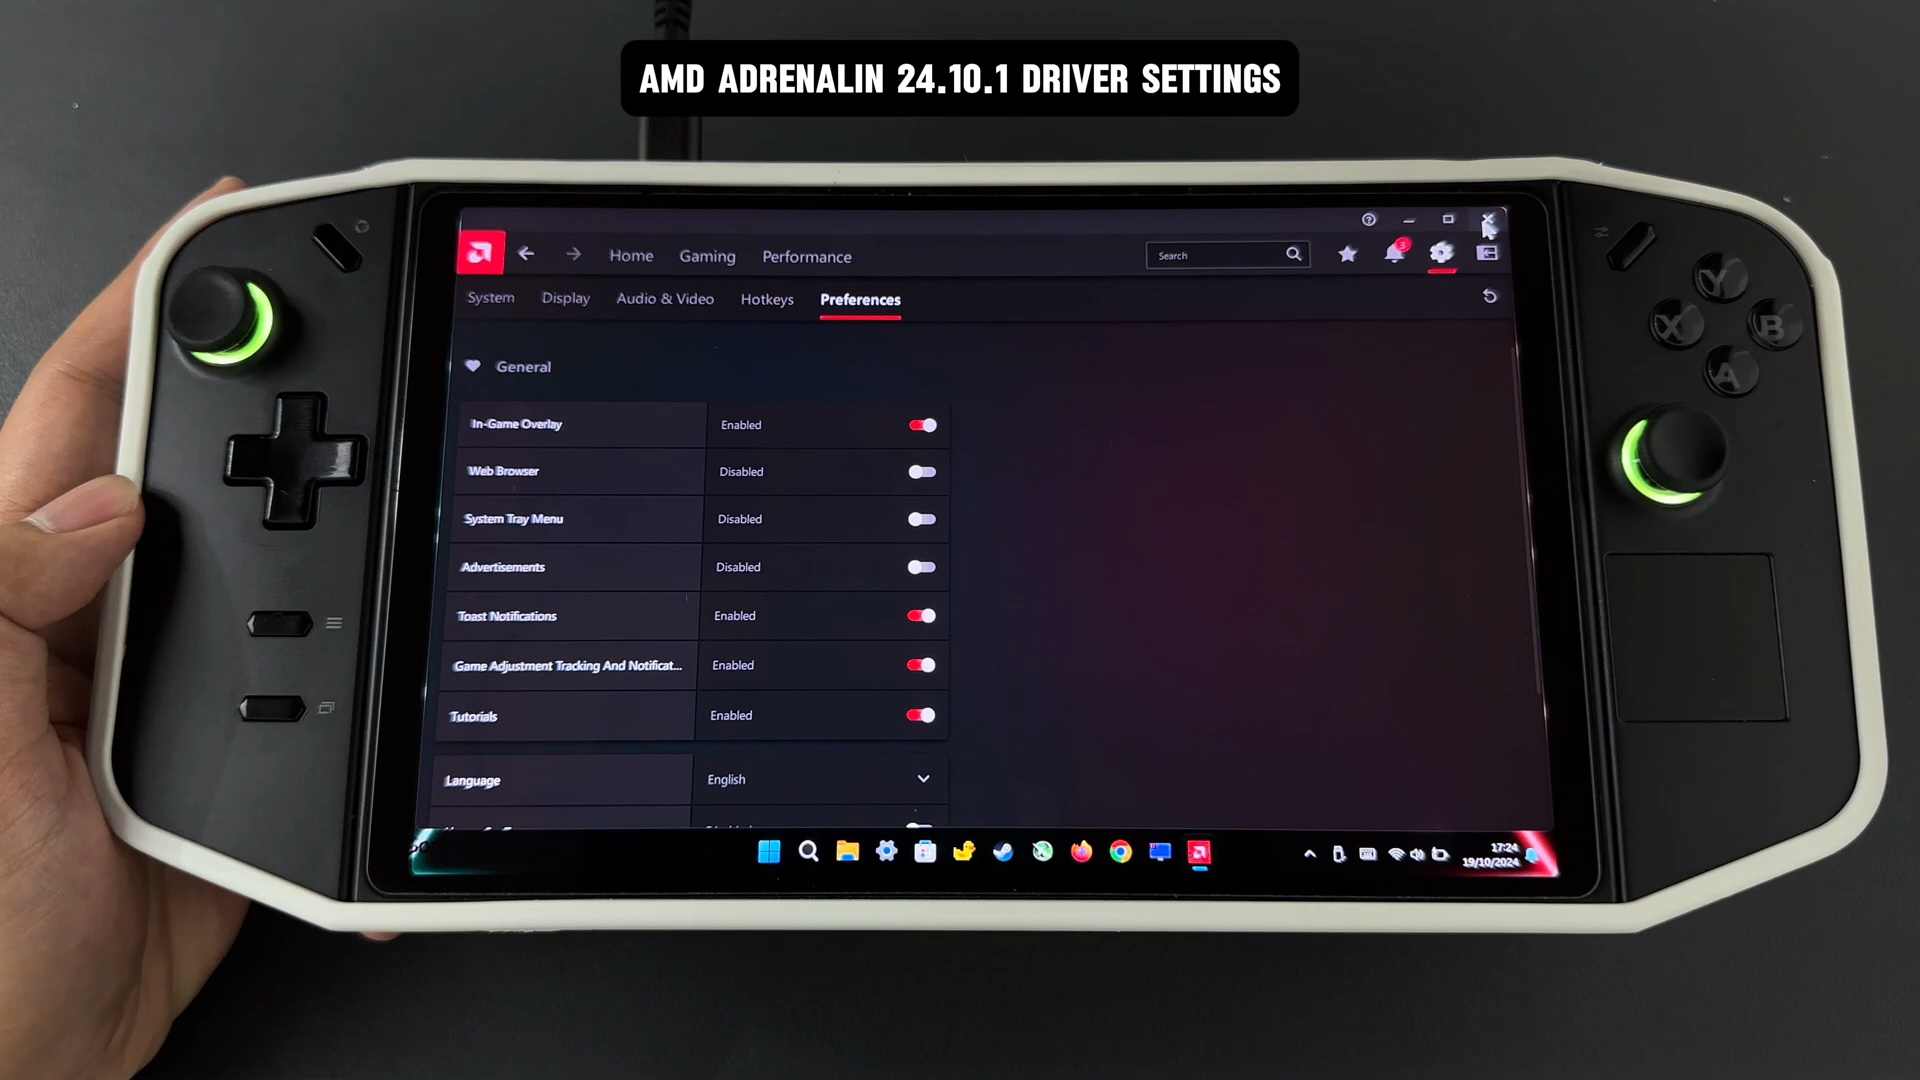 AMD ADRENALIN 24.10.1 DRIVER SETTINGS
Home Gaming Performance Search 3
System Display Audio & Video Hotkeys Preferences
General
In-Game Overlay Enabled
Web Browser Disabled
System Tray Menu Disabled
Advertisements Disabled
Toast Notifications Enabled
Game Adjustment Tracking And Notificat... Enabled
Tutorials Enabled
Language English
17:24
19/10/2024
Y
X
B
A